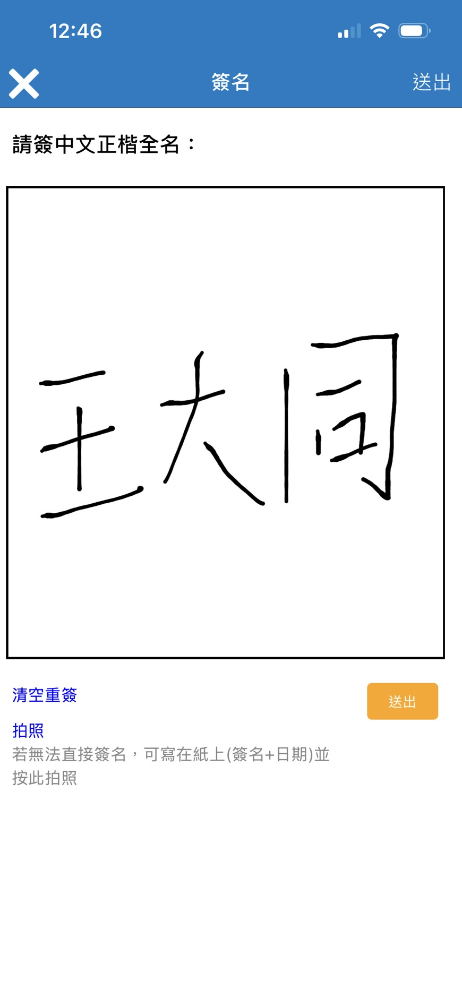 12:46
簽名 送出
請簽中文正楷全名：
王大同
清空重簽
送出
拍照
若無法直接簽名，可寫在紙上(簽名+日期)並
按此拍照